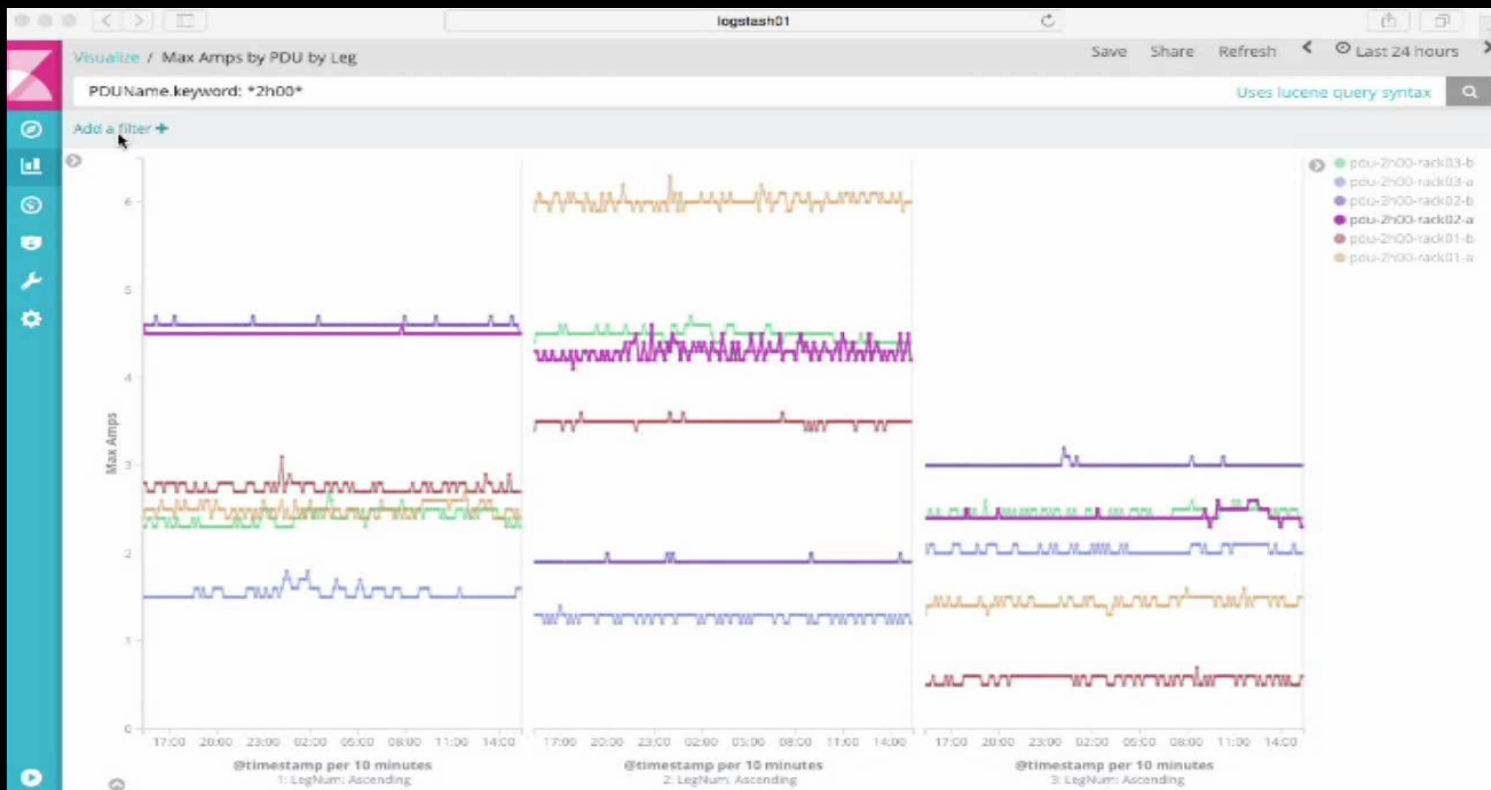 logstash01
Visualize / Max Amps by PDU by Leg
Save Share Refresh Last 24 hours
PDUName.keyword: *2h00*
Uses lucene query syntax
Add a filter +
pdu-2h00-rack03-b
pdu-2h00-rack03-a
pdu-2h00-rack02-b
pdu-2h00-rack02-a
pdu-2h00-rack01-b
pdu-2h00-rack01-a
Max Amps
6
5
4
3
2
1
0
17:00 20:00 23:00 02:00 05:00 08:00 11:00 14:00
@timestamp per 10 minutes
1: LegNum: Ascending
17:00 20:00 23:00 02:00 05:00 08:00 11:00 14:00
@timestamp per 10 minutes
2: LegNum: Ascending
17:00 20:00 23:00 02:00 05:00 08:00 11:00 14:00
@timestamp per 10 minutes
3: LegNum: Ascending